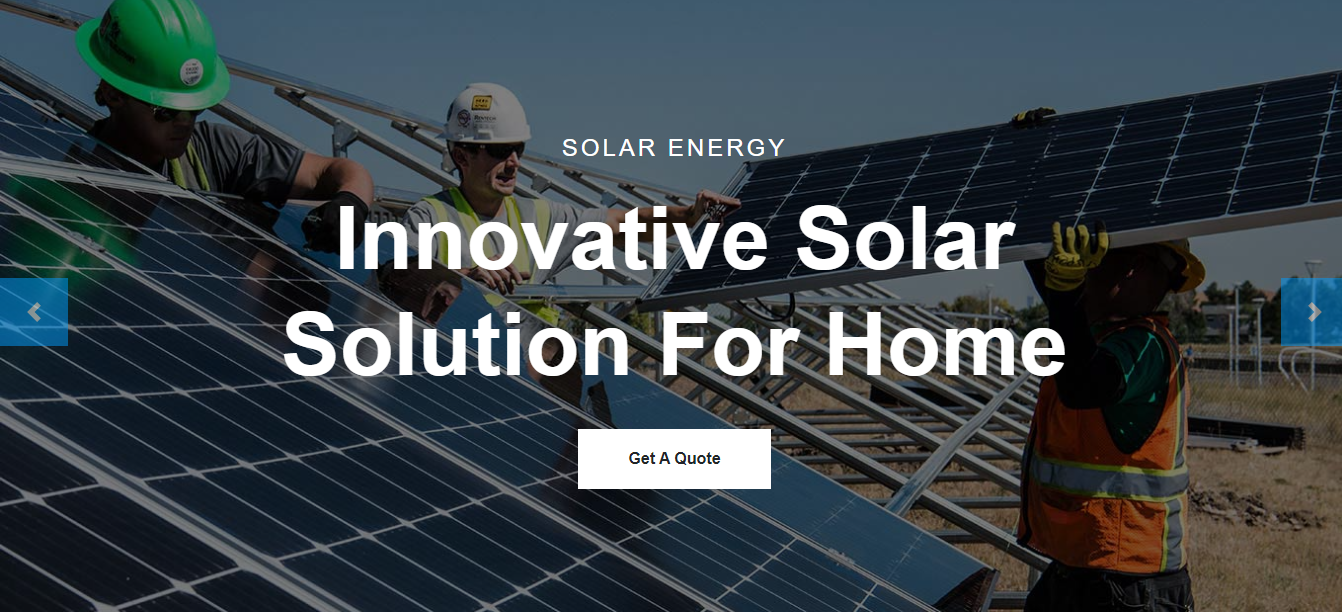 SOLAR ENERGY
Innovative Solar
Solution For Home
Get A Quote